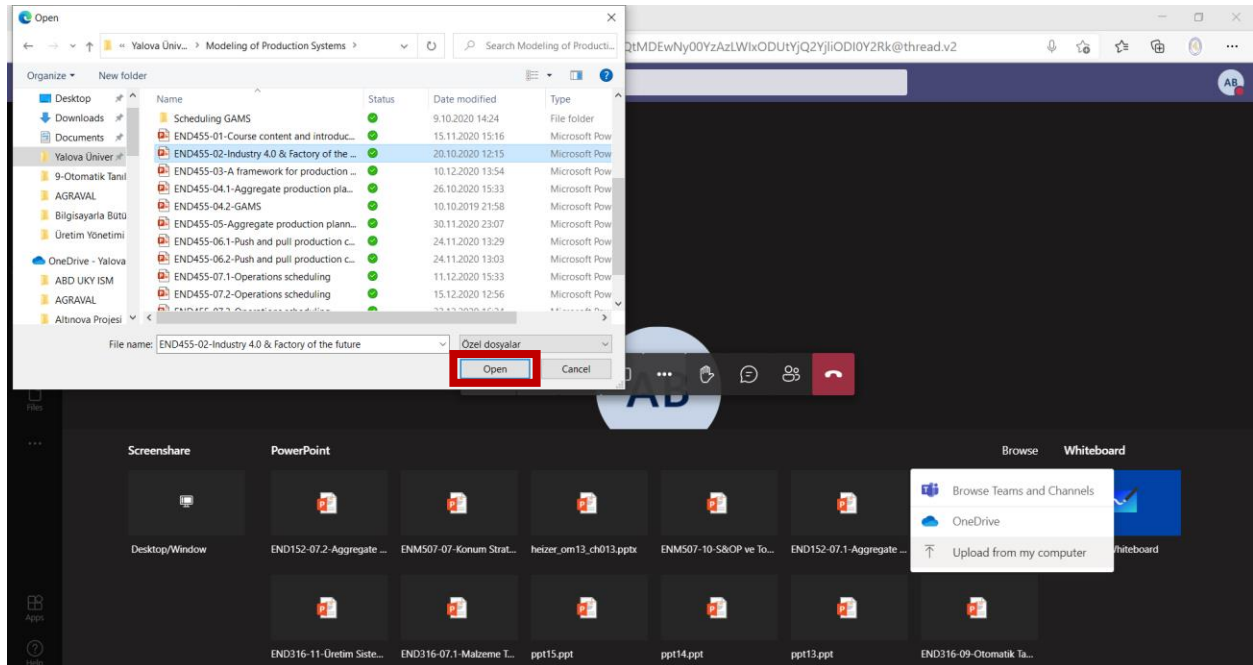 Open
Yalova Üniv... > Modeling of Production Systems >
Search Modeling of Producti...
QtMDEwNy00YzAzLWIxODUtYjQ2YjliODI0Y2Rk@thread.v2
Organize
New folder
AB
Desktop
Downloads
Documents
Yalova Üniver
9-Otomatik Tanıl
AGRAVAL
Bilgisayarla Bütü
Üretim Yönetimi
OneDrive - Yalova
ABD UKY ISM
AGRAVAL
Altınova Projesi
Name Status Date modified Type
Scheduling GAMS 9.10.2020 14:24 File folder
END455-01-Course content and introduc... 15.11.2020 15:16 Microsoft Pow
END455-02-Industry 4.0 & Factory of the ... 20.10.2020 12:15 Microsoft Pow
END455-03-A framework for production ... 10.12.2020 13:54 Microsoft Pow
END455-04.1-Aggregate production pla... 26.10.2020 15:33 Microsoft Pow
END455-04.2-GAMS 10.10.2019 21:58 Microsoft Pow
END455-05-Aggregate production plann... 30.11.2020 23:07 Microsoft Pow
END455-06.1-Push and pull production c... 24.11.2020 13:29 Microsoft Pow
END455-06.2-Push and pull production c... 24.11.2020 13:03 Microsoft Pow
END455-07.1-Operations scheduling 11.12.2020 15:33 Microsoft Pow
END455-07.2-Operations scheduling 15.12.2020 12:56 Microsoft Pow
File name: END455-02-Industry 4.0 & Factory of the future
Özel dosyalar
Open
Cancel
AB
Files
Screenshare
PowerPoint
Browse
Whiteboard
Browse Teams and Channels
OneDrive
Upload from my computer
Desktop/Window
END152-07.2-Aggregate ...
ENM507-07-Konum Strat...
heizer_om13_ch013.pptx
ENM507-10-S&OP ve To...
END152-07.1-Aggregate ...
Whiteboard
Apps
Help
END316-11-Üretim Siste...
END316-07.1-Malzeme T...
ppt15.ppt
ppt14.ppt
ppt13.ppt
END316-09-Otomatik Ta...